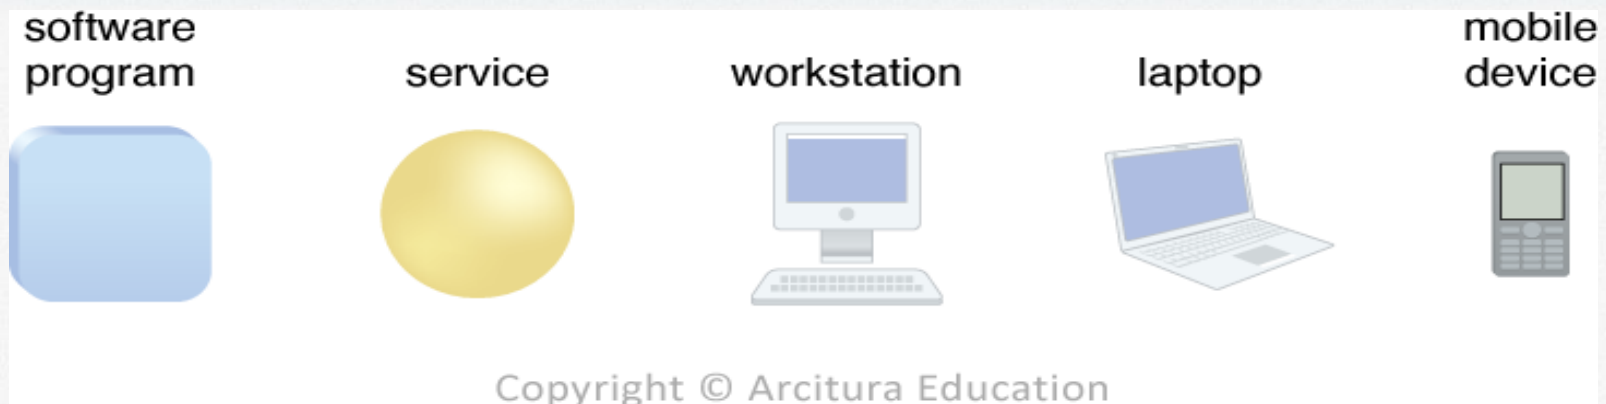 software
program
service
workstation
laptop
mobile
device
Copyright © Arcitura Education